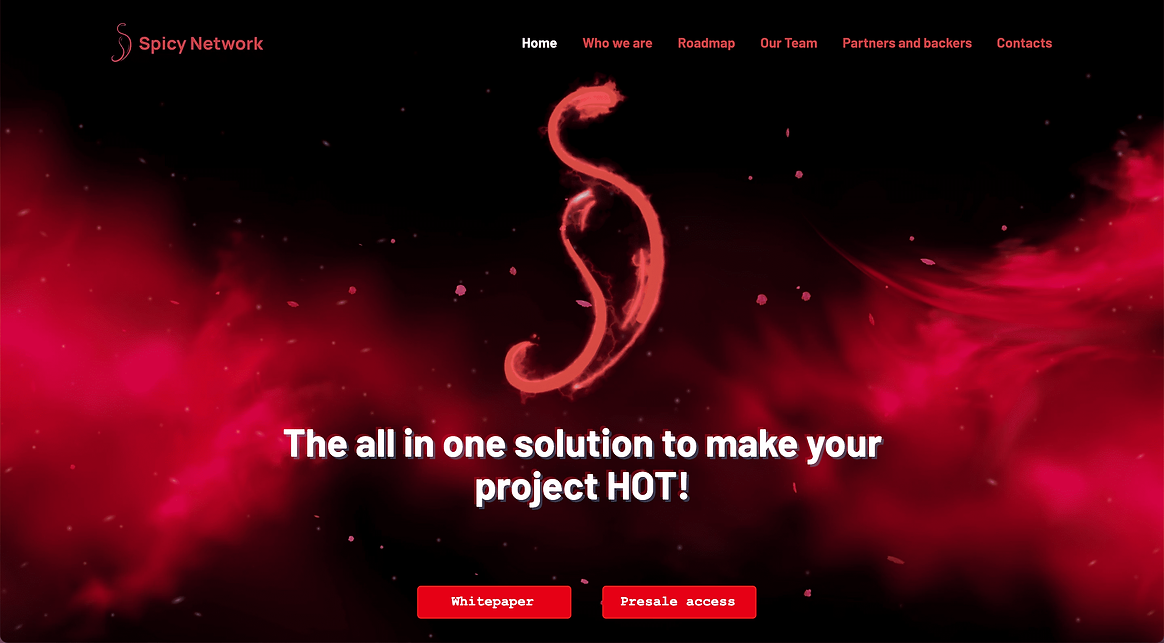 Spicy Network
Home Who we are Roadmap Our Team Partners and backers Contacts
The all in one solution to make your
project HOT!
Whitepaper
Presale access